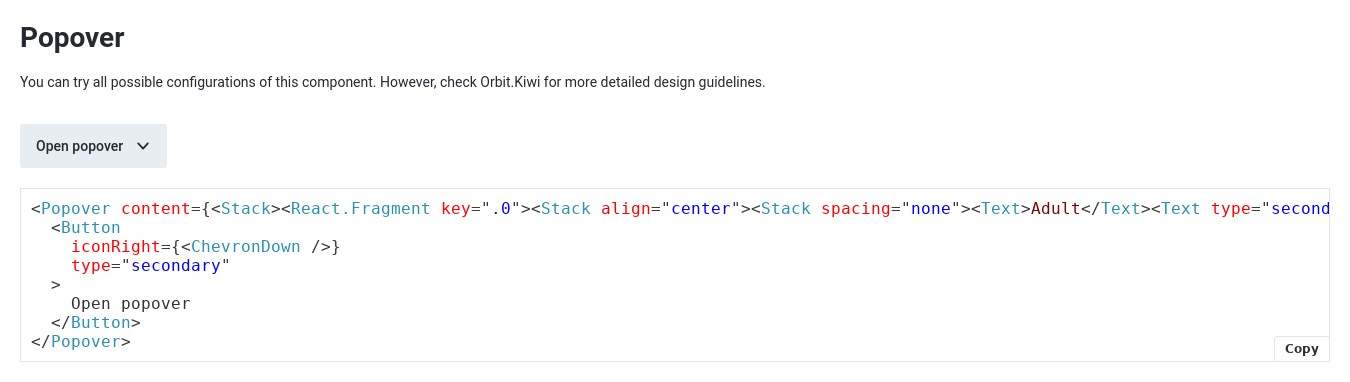 Popover
You can try all possible configurations of this component. However, check Orbit.Kiwi for more detailed design guidelines.
Open popover
<Popover content={<Stack><React.Fragment key=".0"><Stack align="center"><Stack spacing="none"><Text>Adult</Text><Text type="second
  <Button
    iconRight={<ChevronDown />}
    type="secondary"
  >
    Open popover
  </Button>
</Popover>
Copy